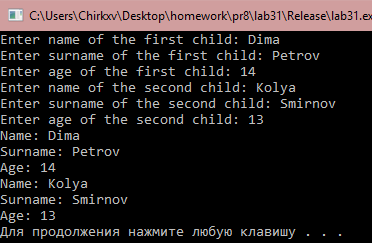 C:\Users\Chirkxv\Desktop\homework\pr8\lab31\Release\lab31.ex
Enter name of the first child: Dima
Enter surname of the first child: Petrov
Enter age of the first child: 14
Enter name of the second child: Kolya
Enter surname of the second child: Smirnov
Enter age of the second child: 13
Name: Dima
Surname: Petrov
Age: 14
Name: Kolya
Surname: Smirnov
Age: 13
Для продолжения нажмите любую клавишу . . .